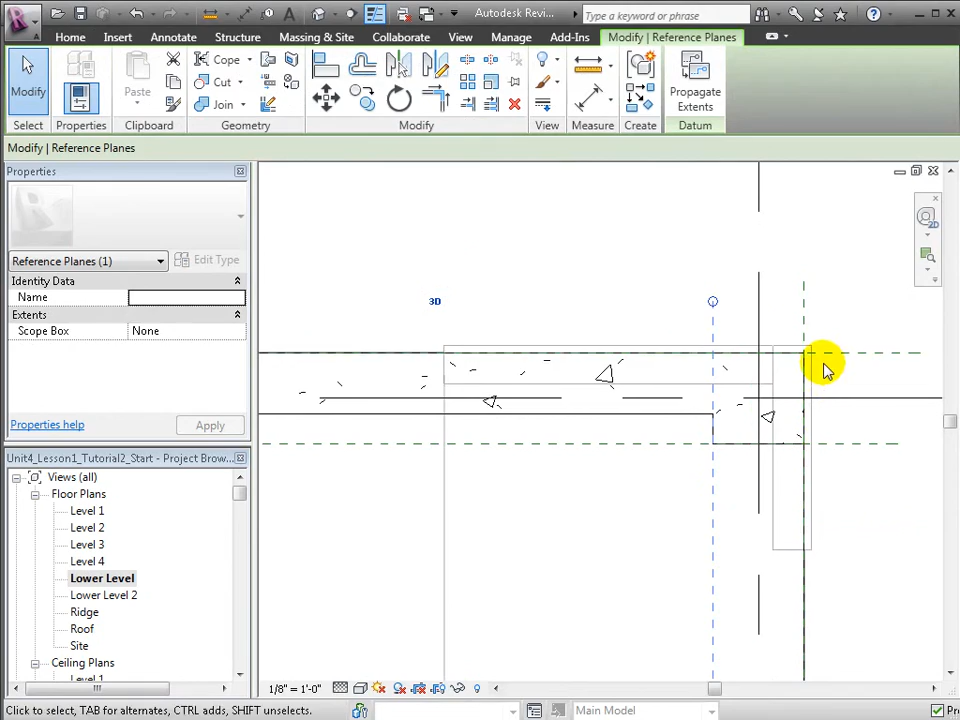 Autodesk Revi...
Type a keyword or phrase
Home Insert Annotate Structure Massing & Site Collaborate View Manage Add-Ins Modify | Reference Planes
Modify
Paste
Cope
Cut
Join
Propagate
Extents
Select Properties Clipboard Geometry Modify View Measure Create Datum
Modify | Reference Planes
Properties
Reference Planes (1)
Edit Type
Identity Data
Name
Extents
Scope Box None
Properties help
Apply
Unit4_Lesson1_Tutorial2_Start - Project Brow...
Views (all)
Floor Plans
Level 1
Level 2
Level 3
Level 4
Lower Level
Lower Level 2
Ridge
Roof
Site
Ceiling Plans
Level 1
3D
2D
1/8" = 1'-0"
Click to select, TAB for alternates, CTRL adds, SHIFT unselects.
Main Model